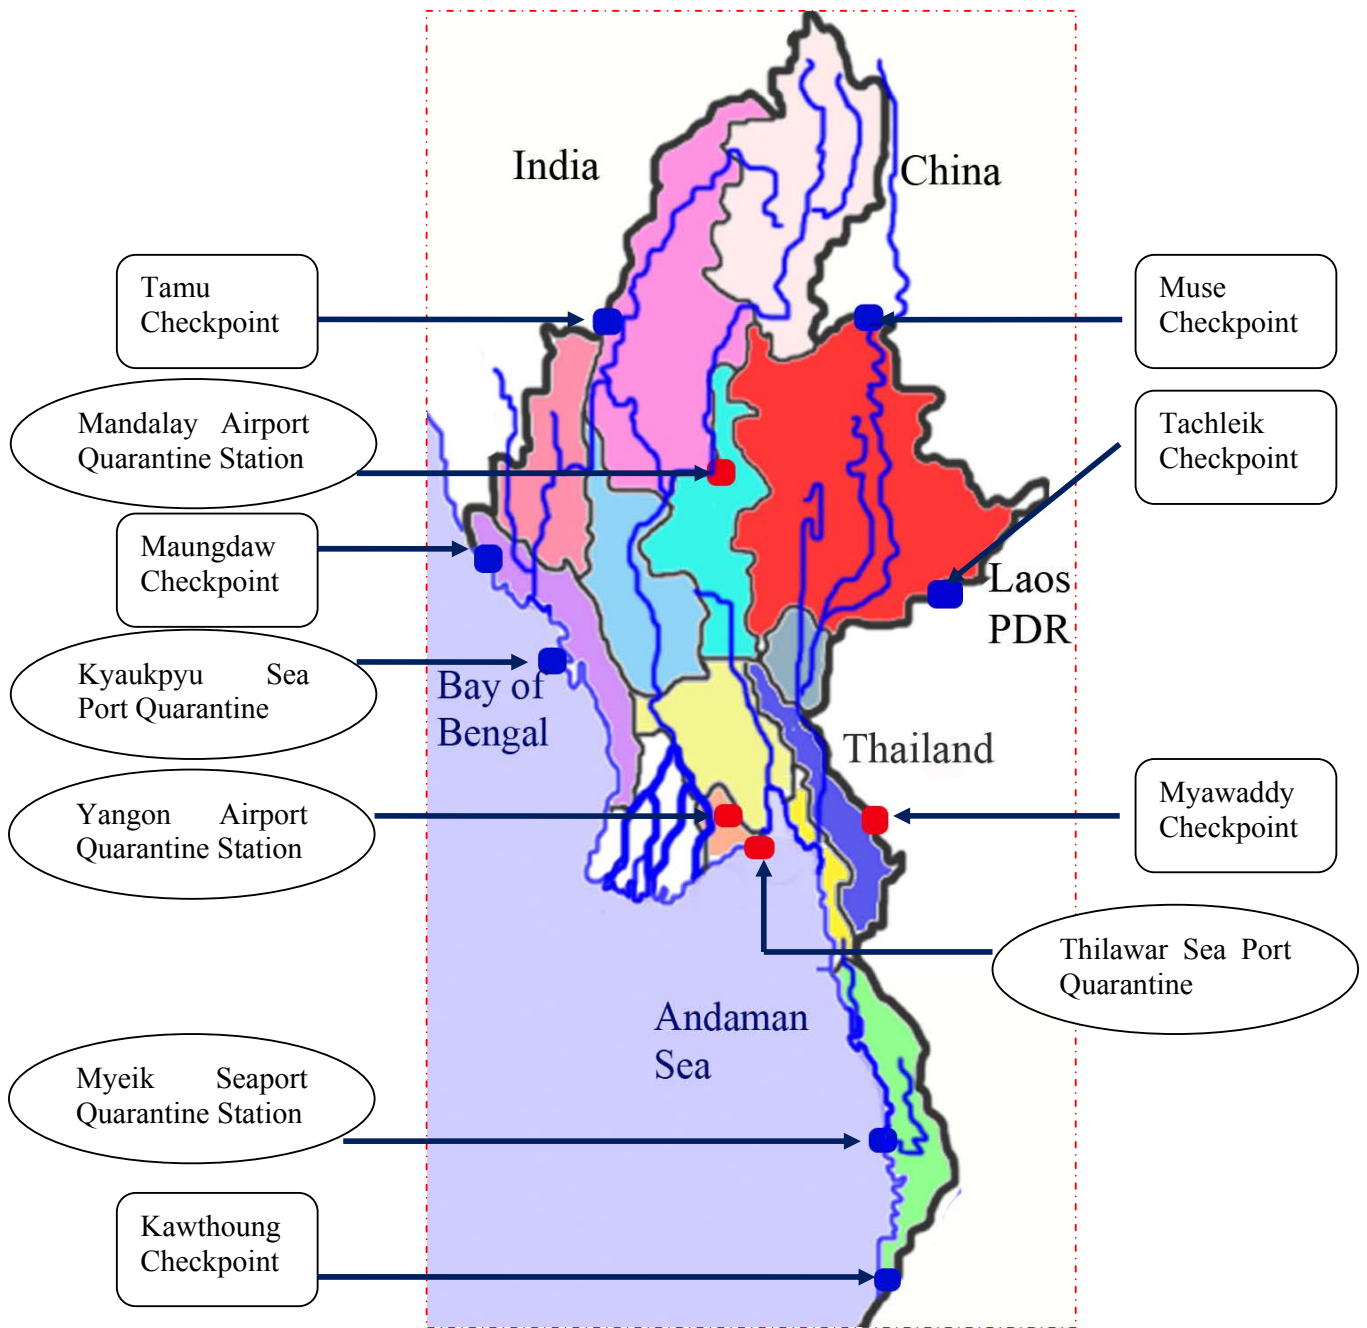 India
China
Tamu
Checkpoint
Muse
Checkpoint
Mandalay Airport
Quarantine Station
Tachleik
Checkpoint
Maungdaw
Checkpoint
Laos
PDR
Kyaukpyu Sea
Port Quarantine
Bay of
Bengal
Thailand
Yangon Airport
Quarantine Station
Myawaddy
Checkpoint
Thilawar Sea Port
Quarantine
Andaman
Sea
Myeik Seaport
Quarantine Station
Kawthoung
Checkpoint